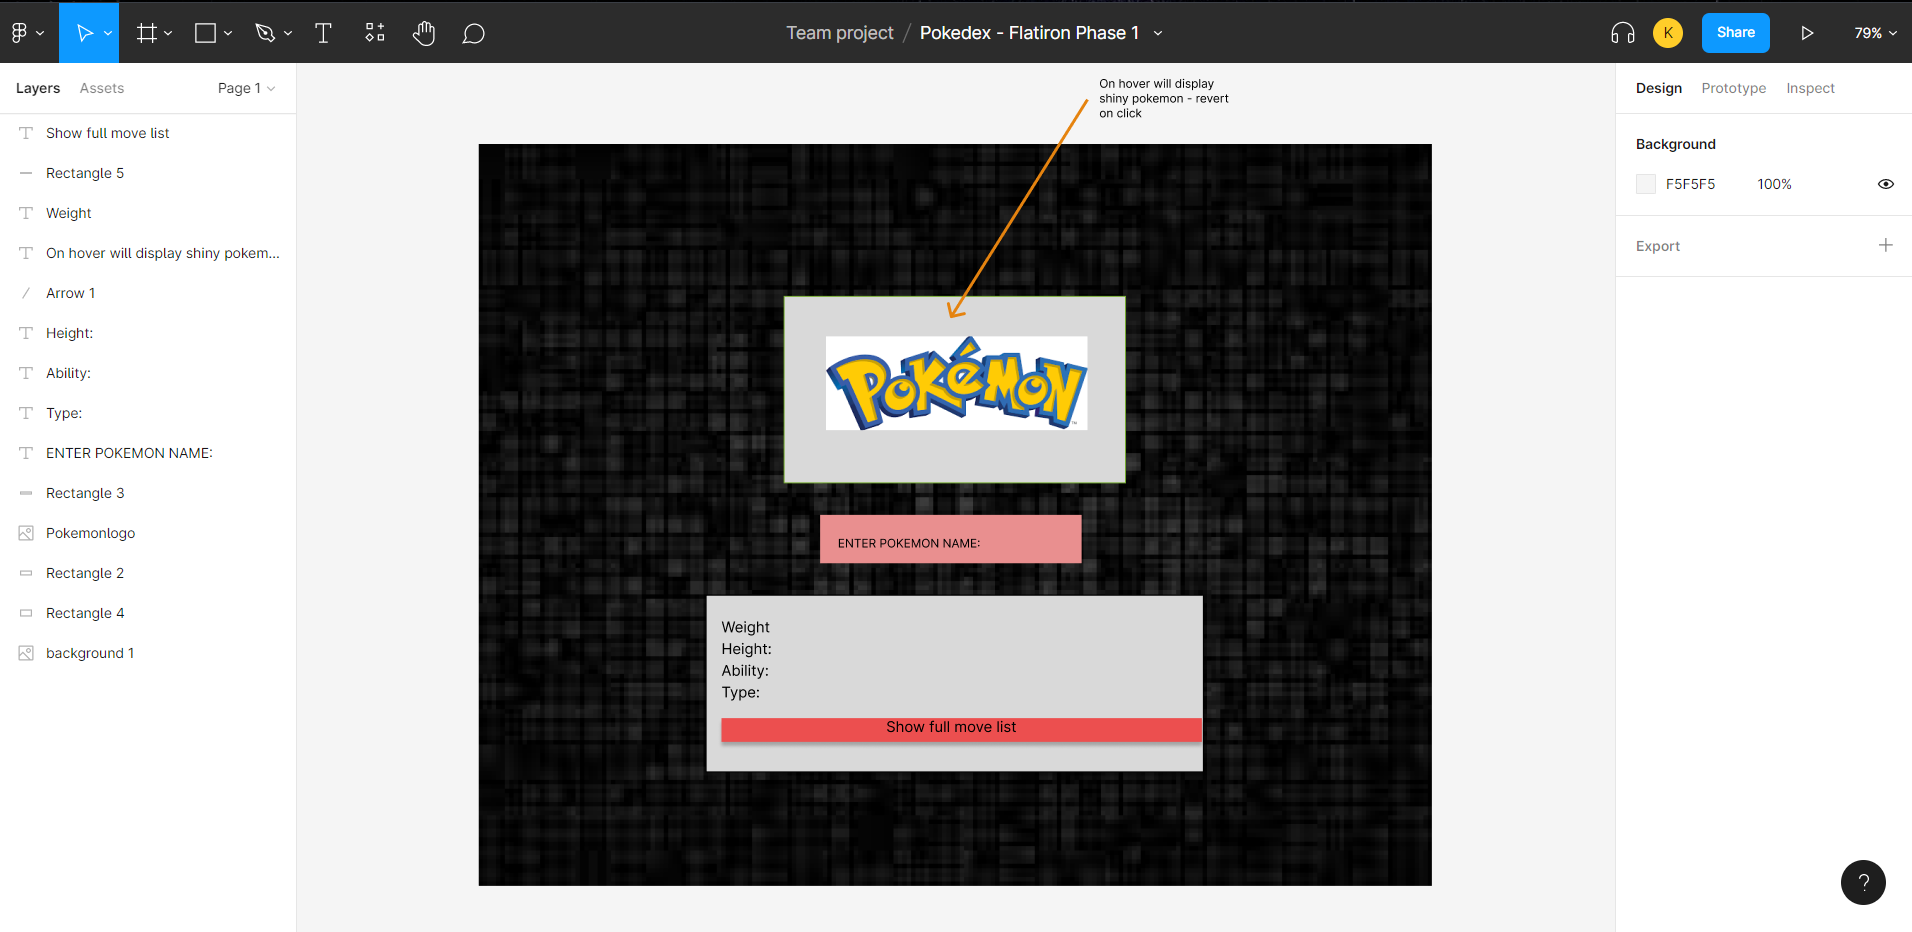 Team project / Pokedex - Flatiron Phase 1
K
Share
79%
Layers
Assets
Page 1
Show full move list
Rectangle 5
Weight
On hover will display shiny pokem...
Arrow 1
Height:
Ability:
Type:
ENTER POKEMON NAME:
Rectangle 3
Pokemonlogo
Rectangle 2
Rectangle 4
background 1
On hover will display
shiny pokemon - revert
on click
POKéMON
TM
ENTER POKEMON NAME:
Weight
Height:
Ability:
Type:
Show full move list
Design
Prototype
Inspect
Background
F5F5F5
100%
Export
?